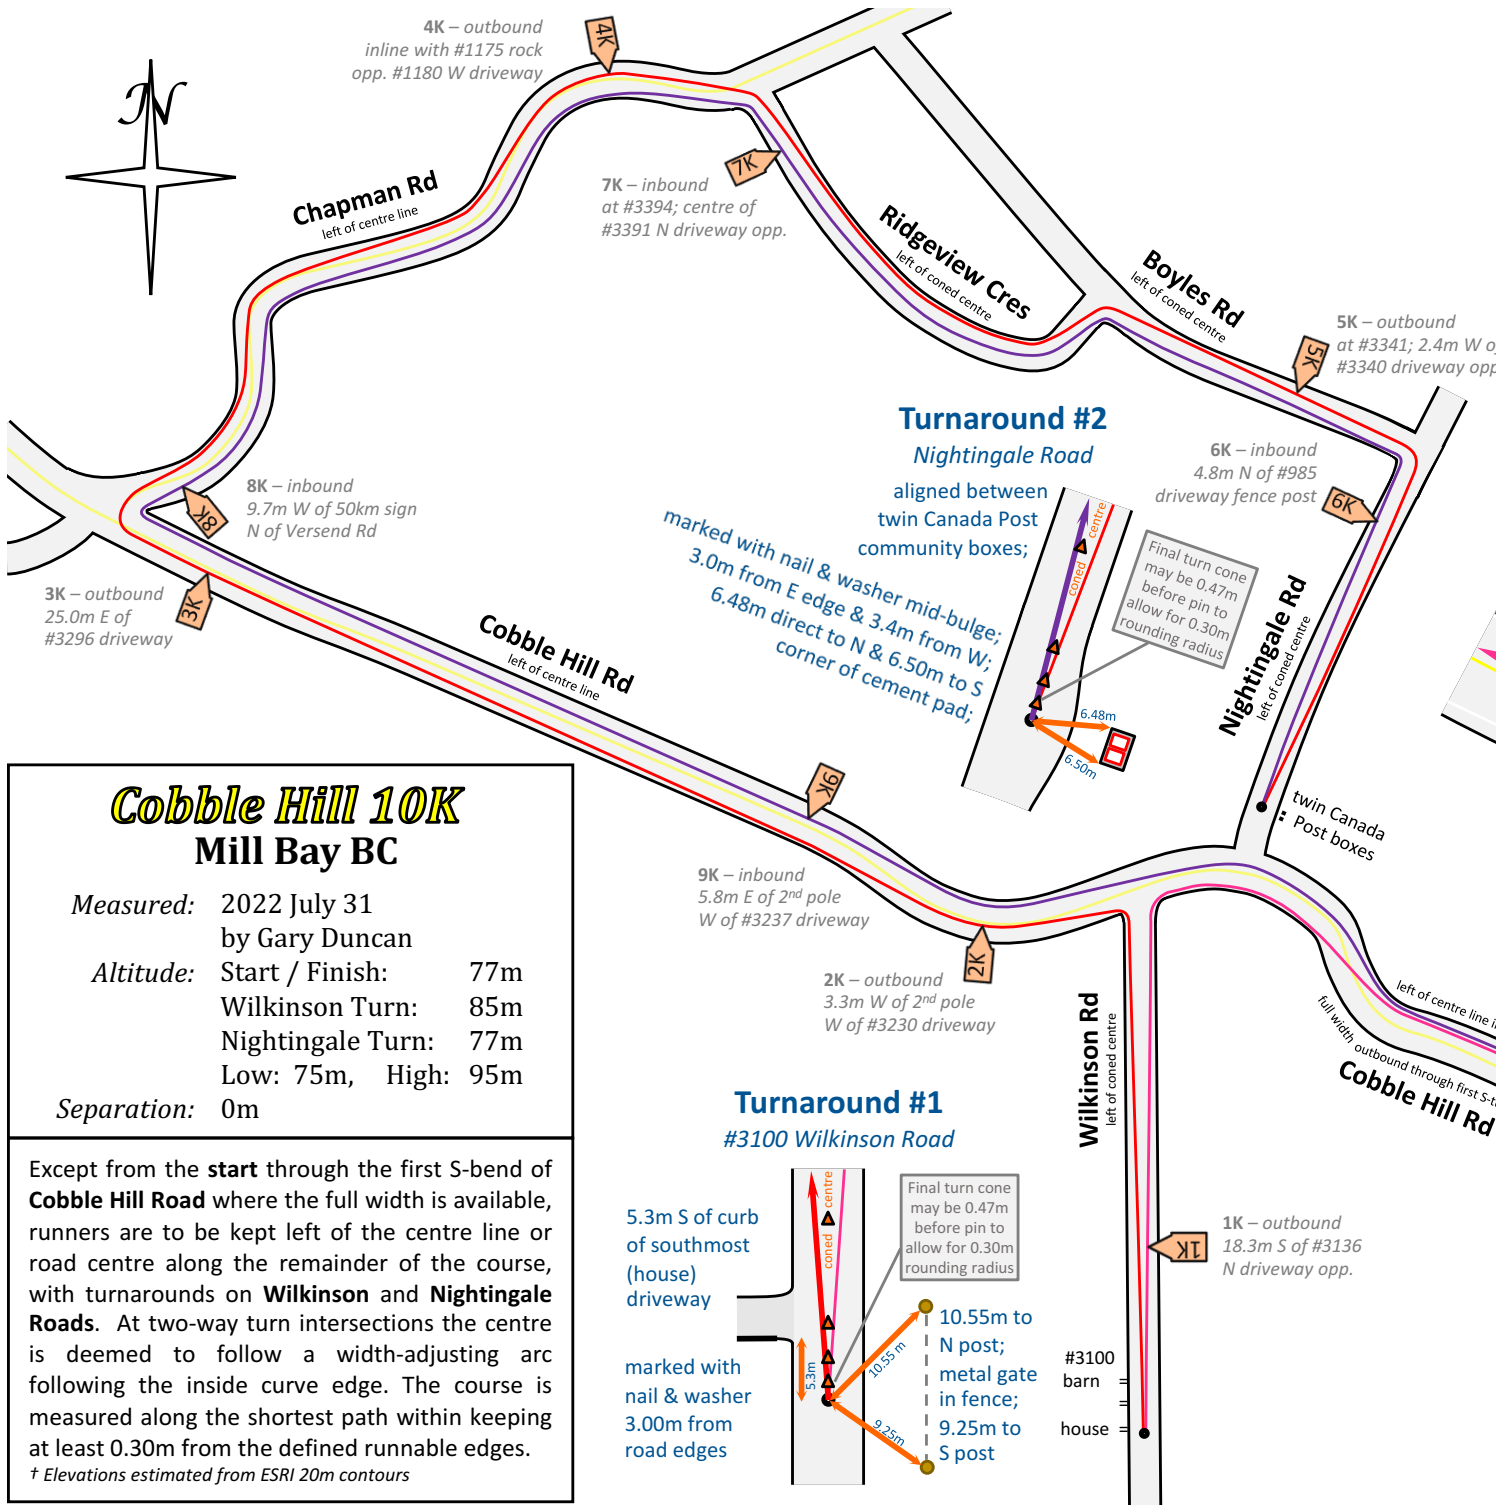 4K – outbound
inline with #1175 rock
opp. #1180 W driveway
4K
N
Chapman Rd
left of centre line
7K
7K – inbound
at #3394; centre of
#3391 N driveway opp.
Ridgeview Cres
left of coned centre
Boyles Rd
left of coned centre
5K
5K – outbound
at #3341; 2.4m W
#3340 driveway opp
Turnaround #2
Nightingale Road
aligned between
twin Canada Post
community boxes;
marked with nail & washer mid-bulge;
3.0m from E edge & 3.4m from W;
6.48m direct to N & 6.50m to S
corner of cement pad;
coned centre
Final turn cone
may be 0.47m
before pin to
allow for 0.30m
rounding radius
6.48m
6.50m
6K – inbound
4.8m N of #985
driveway fence post
6K
Nightingale Rd
left of coned centre
twin Canada
Post boxes
8K – inbound
9.7m W of 50km sign
N of Versend Rd
8K
3K – outbound
25.0m E of
#3296 driveway
3K
Cobble Hill Rd
left of centre line
9K
9K – inbound
5.8m E of 2nd pole
W of #3237 driveway
2K
2K – outbound
3.3m W of 2nd pole
W of #3230 driveway
Wilkinson Rd
left of coned centre
left of centre line
full width outbound through first
Cobble Hill Rd
1K
1K – outbound
18.3m S of #3136
N driveway opp.
#3100
barn =
=
house =
Turnaround #1
#3100 Wilkinson Road
5.3m S of curb
of southmost
(house)
driveway
marked with
nail & washer
3.00m from
road edges
coned centre
5.3m
Final turn cone
may be 0.47m
before pin to
allow for 0.30m
rounding radius
10.55 m
9.25m
10.55m to
N post;
metal gate
in fence;
9.25m to
S post
Cobble Hill 10K
Mill Bay BC
Measured: 2022 July 31
by Gary Duncan
Altitude: Start / Finish: 77m
Wilkinson Turn: 85m
Nightingale Turn: 77m
Low: 75m, High: 95m
Separation: 0m
Except from the start through the first S-bend of
Cobble Hill Road where the full width is available,
runners are to be kept left of the centre line or
road centre along the remainder of the course,
with turnarounds on Wilkinson and Nightingale
Roads. At two-way turn intersections the centre
is deemed to follow a width-adjusting arc
following the inside curve edge. The course is
measured along the shortest path within keeping
at least 0.30m from the defined runnable edges.
† Elevations estimated from ESRI 20m contours